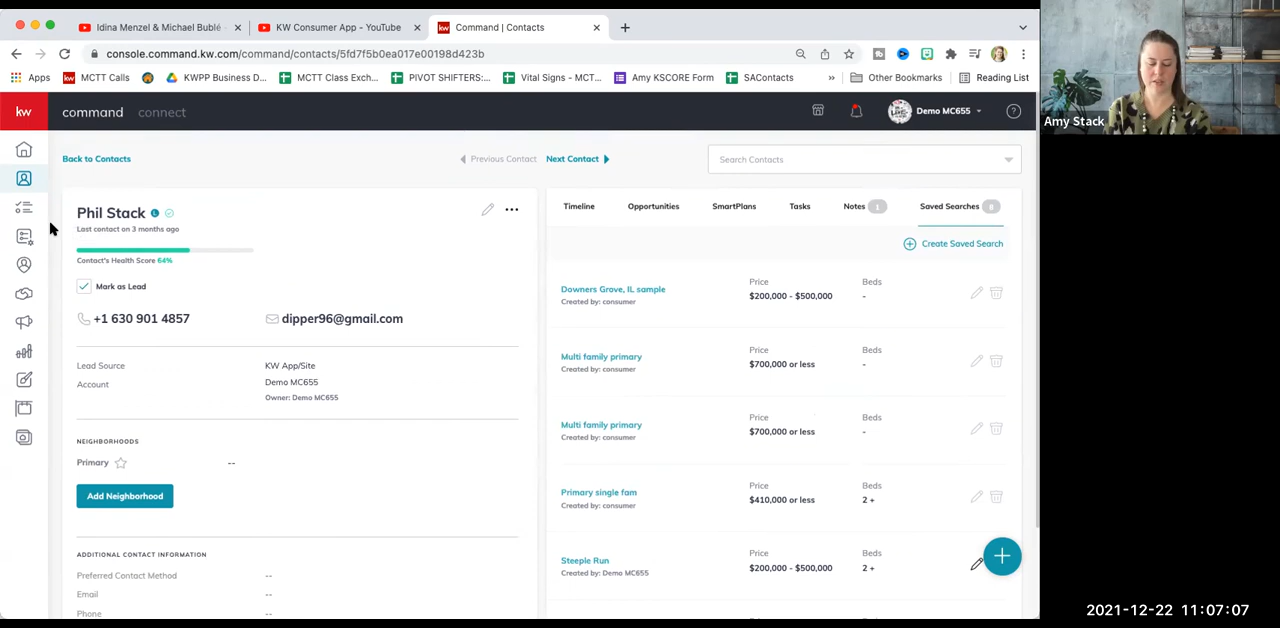 Idina Menzel & Michael Bublé
KW Consumer App - YouTube
Command | Contacts
console.command.kw.com/command/contacts/5fd7f5b0ea017e00198d423b
Apps
MCTT Calls
KWPP Business D...
MCTT Class Exch...
PIVOT SHIFTERS:...
Vital Signs - MCT...
Amy KSCORE Form
SAContacts
»
Other Bookmarks
Reading List
kw
command
connect
Demo MC655
Amy Stack
Back to Contacts
Previous Contact
Next Contact
Search Contacts
Phil Stack
Last contact on 3 months ago
Contact's Health Score 64%
Mark as Lead
+1 630 901 4857
dipper96@gmail.com
Lead Source
KW App/Site
Account
Demo MC655
Owner: Demo MC655
NEIGHBORHOODS
Primary
--
Add Neighborhood
ADDITIONAL CONTACT INFORMATION
Preferred Contact Method
--
Email
--
Phone
--
Timeline
Opportunities
SmartPlans
Tasks
Notes 1
Saved Searches 8
Create Saved Search
Downers Grove, IL sample
Created by: consumer
Price
$200,000 - $500,000
Beds
-
Multi family primary
Created by: consumer
Price
$700,000 or less
Beds
-
Multi family primary
Created by: consumer
Price
$700,000 or less
Beds
-
Primary single fam
Created by: consumer
Price
$410,000 or less
Beds
2 +
Steeple Run
Created by: Demo MC655
Price
$200,000 - $500,000
Beds
2 +
2021-12-22 11:07:07